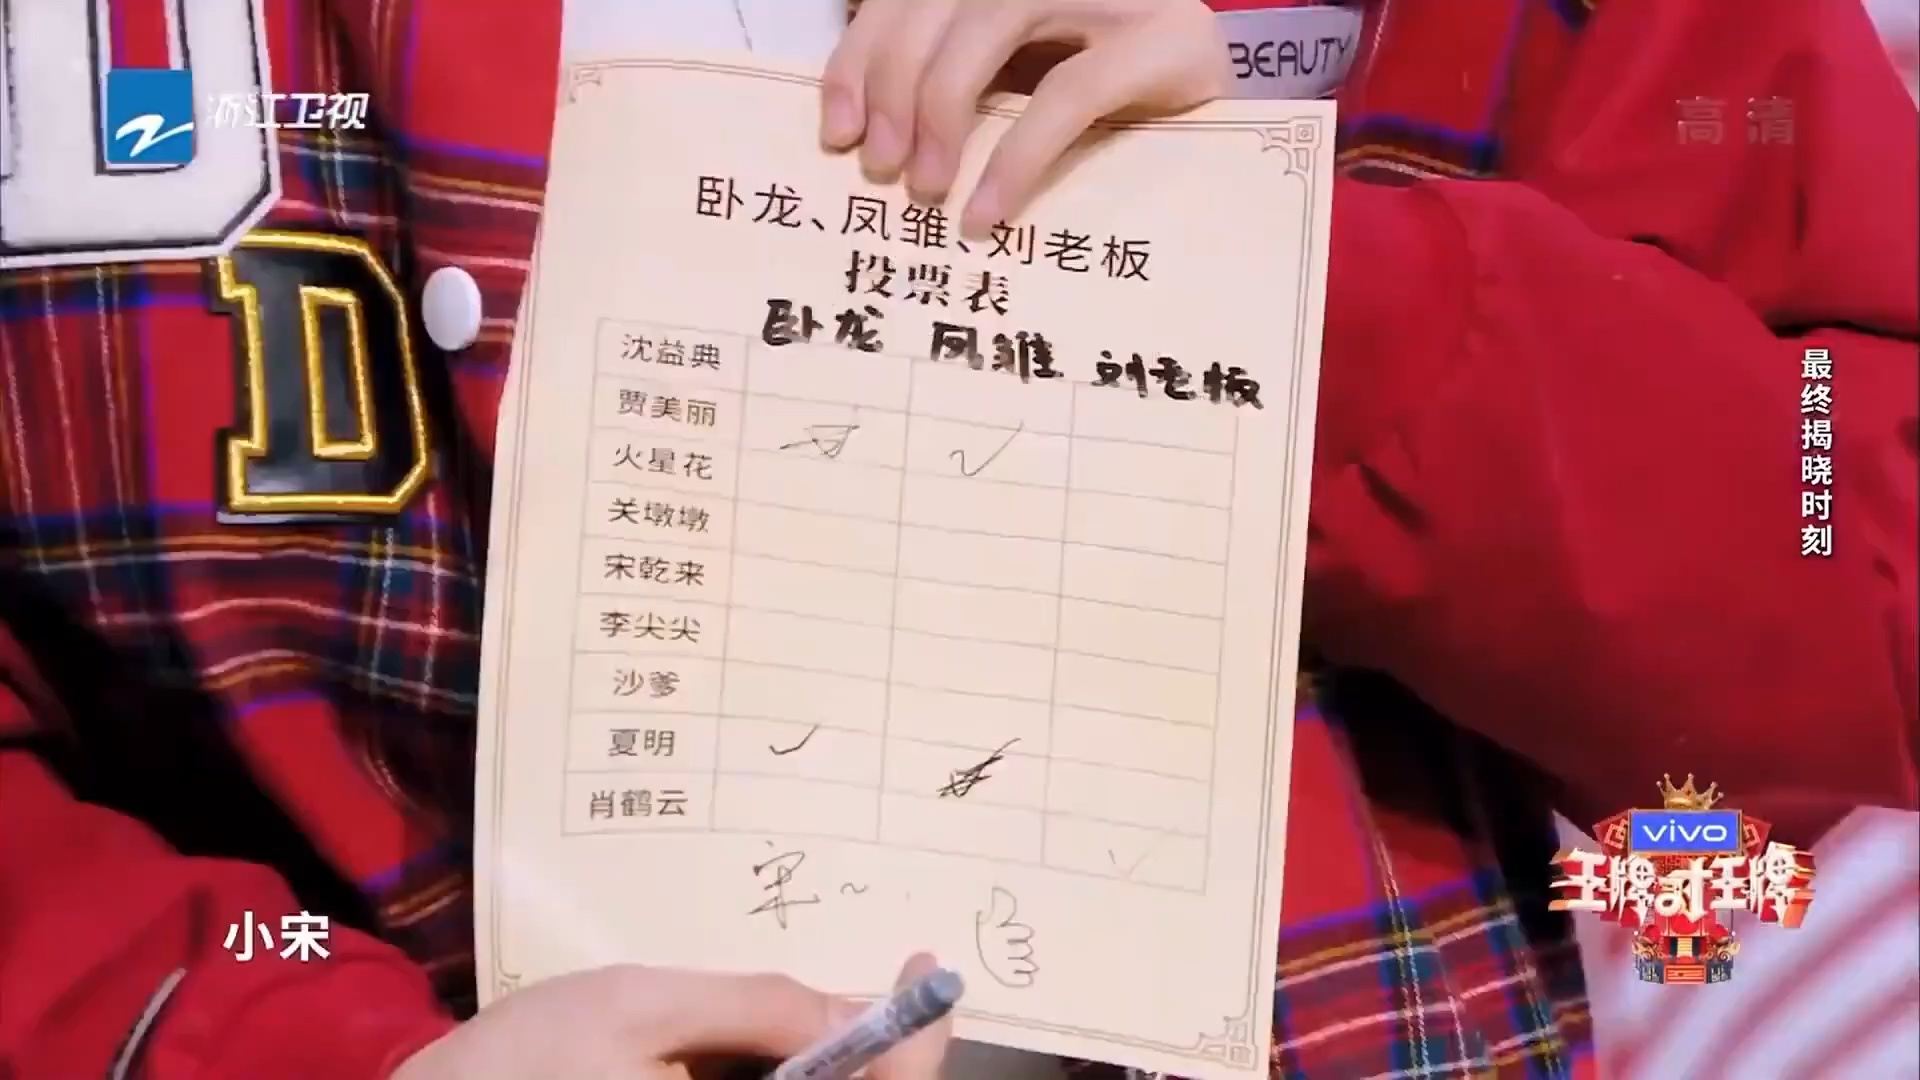 浙江卫视
BEAUTY
高清
卧龙、凤雏、刘老板
投票表
卧龙 凤雏 刘老板
沈益典
贾美丽
火星花
关墩墩
宋乾来
李尖尖
沙爹
夏明
肖鹤云
宋~
D
最终揭晓时刻
小宋
vivo
王牌对王牌